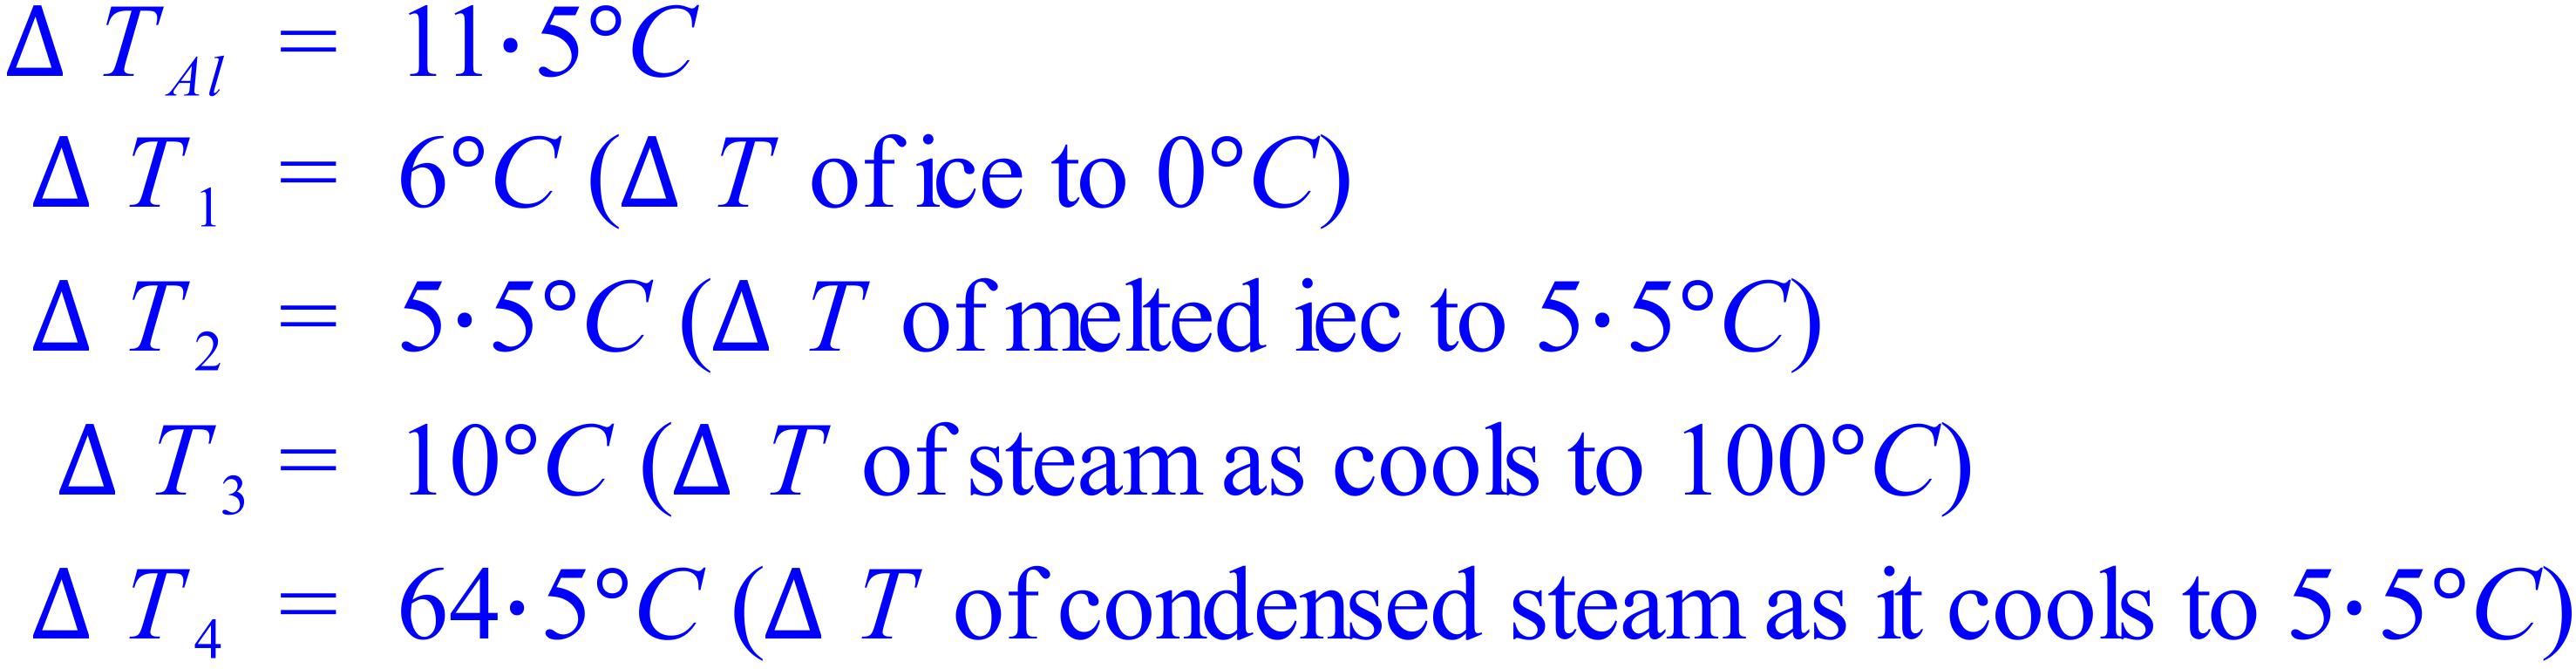 Δ T_Al = 11·5°C
Δ T_1 = 6°C (Δ T of ice to 0°C)
Δ T_2 = 5·5°C (Δ T of melted iec to 5·5°C)
Δ T_3 = 10°C (Δ T of steam as cools to 100°C)
Δ T_4 = 64·5°C (Δ T of condensed steam as it cools to 5·5°C)